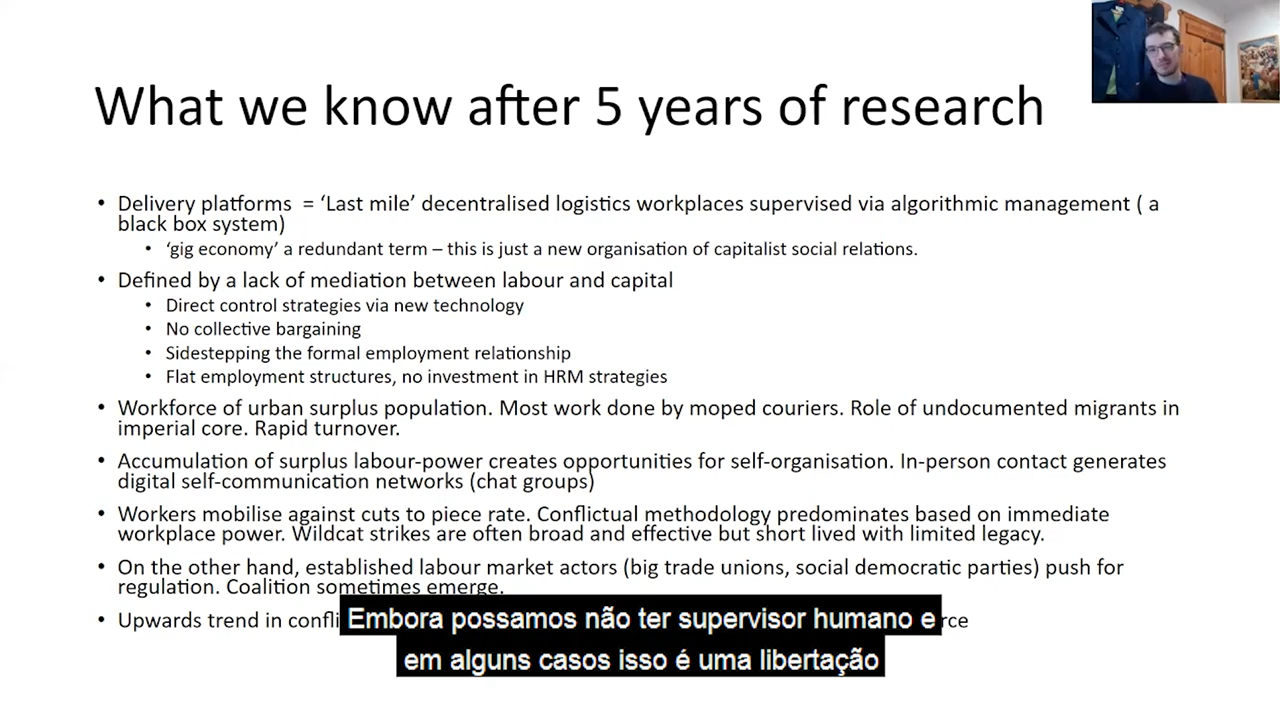 What we know after 5 years of research
• Delivery platforms = ‘Last mile’ decentralised logistics workplaces supervised via algorithmic management ( a
black box system)
• ‘gig economy’ a redundant term – this is just a new organisation of capitalist social relations.
• Defined by a lack of mediation between labour and capital
• Direct control strategies via new technology
• No collective bargaining
• Sidestepping the formal employment relationship
• Flat employment structures, no investment in HRM strategies
• Workforce of urban surplus population. Most work done by moped couriers. Role of undocumented migrants in
imperial core. Rapid turnover.
• Accumulation of surplus labour-power creates opportunities for self-organisation. In-person contact generates
digital self-communication networks (chat groups)
• Workers mobilise against cuts to piece rate. Conflictual methodology predominates based on immediate
workplace power. Wildcat strikes are often broad and effective but short lived with limited legacy.
• On the other hand, established labour market actors (big trade unions, social democratic parties) push for
regulation. Coalition sometimes emerge.
• Upwards trend in
Embora possamos não ter supervisor humano e
em alguns casos isso é uma libertação